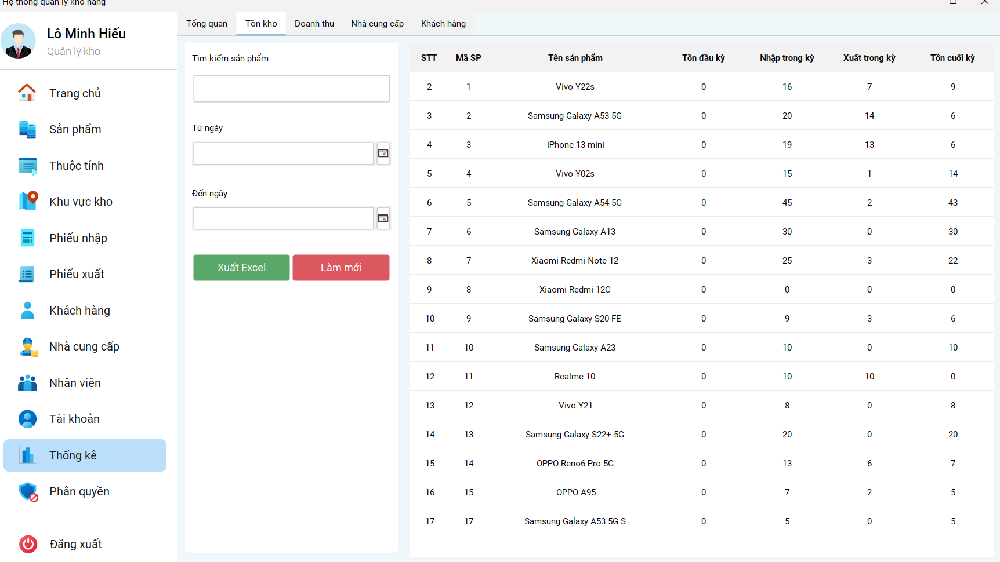 Hệ thống quản lý kho hàng
Lô Minh Hiếu
Quản lý kho
Trang chủ
Sản phẩm
Thuộc tính
Khu vực kho
Phiếu nhập
Phiếu xuất
Khách hàng
Nhà cung cấp
Nhân viên
Tài khoản
Thống kê
Phân quyền
Đăng xuất
Tổng quan Tồn kho Doanh thu Nhà cung cấp Khách hàng
Tìm kiếm sản phẩm
Từ ngày
Đến ngày
Xuất Excel Làm mới
STT Mã SP Tên sản phẩm Tồn đầu kỳ Nhập trong kỳ Xuất trong kỳ Tồn cuối kỳ
2 1 Vivo Y22s 0 16 7 9
3 2 Samsung Galaxy A53 5G 0 20 14 6
4 3 iPhone 13 mini 0 19 13 6
5 4 Vivo Y02s 0 15 1 14
6 5 Samsung Galaxy A54 5G 0 45 2 43
7 6 Samsung Galaxy A13 0 30 0 30
8 7 Xiaomi Redmi Note 12 0 25 3 22
9 8 Xiaomi Redmi 12C 0 0 0 0
10 9 Samsung Galaxy S20 FE 0 9 3 6
11 10 Samsung Galaxy A23 0 10 0 10
12 11 Realme 10 0 10 10 0
13 12 Vivo Y21 0 8 0 8
14 13 Samsung Galaxy S22+ 5G 0 20 0 20
15 14 OPPO Reno6 Pro 5G 0 13 6 7
16 15 OPPO A95 0 7 2 5
17 17 Samsung Galaxy A53 5G S 0 5 0 5